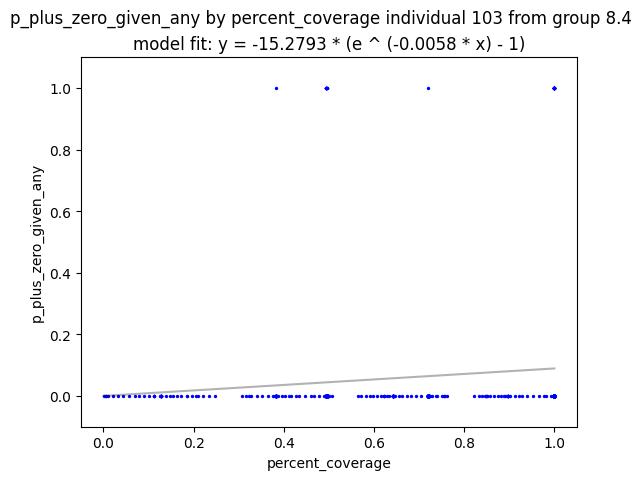 p_plus_zero_given_any by percent_coverage individual 103 from group 8.4
model fit: y = -15.2793 * (e ^ (-0.0058 * x) - 1)
1.0
0.8
0.6
0.4
0.2
0.0
p_plus_zero_given_any
0.0 0.2 0.4 0.6 0.8 1.0
percent_coverage